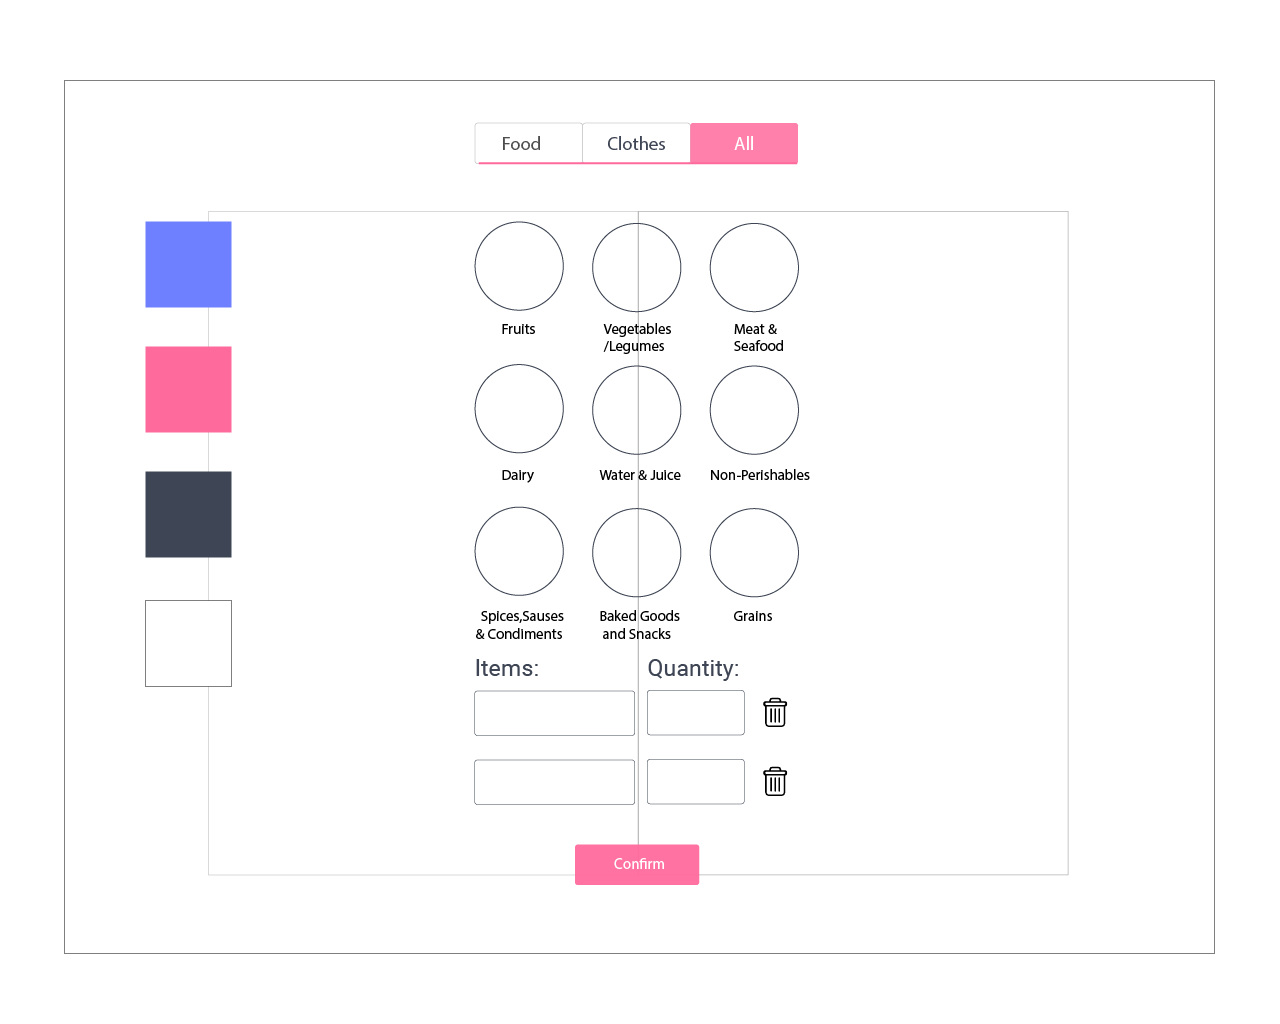 Food Clothes All
Fruits
Vegetables
/Legumes
Meat &
Seafood
Dairy
Water & Juice
Non-Perishables
Spices,Sauses
& Condiments
Baked Goods
and Snacks
Grains
Items: Quantity:
Confirm